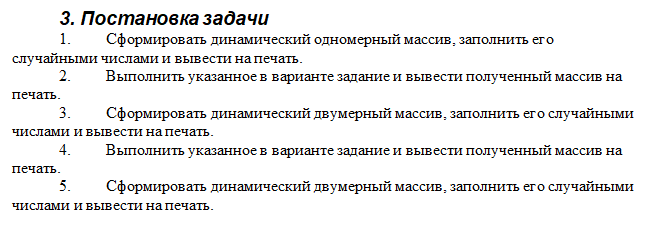 3. Постановка задачи
1. Сформировать динамический одномерный массив, заполнить его
случайными числами и вывести на печать.
2. Выполнить указанное в варианте задание и вывести полученный массив на
печать.
3. Сформировать динамический двумерный массив, заполнить его случайными
числами и вывести на печать.
4. Выполнить указанное в варианте задание и вывести полученный массив на
печать.
5. Сформировать динамический двумерный массив, заполнить его случайными
числами и вывести на печать.